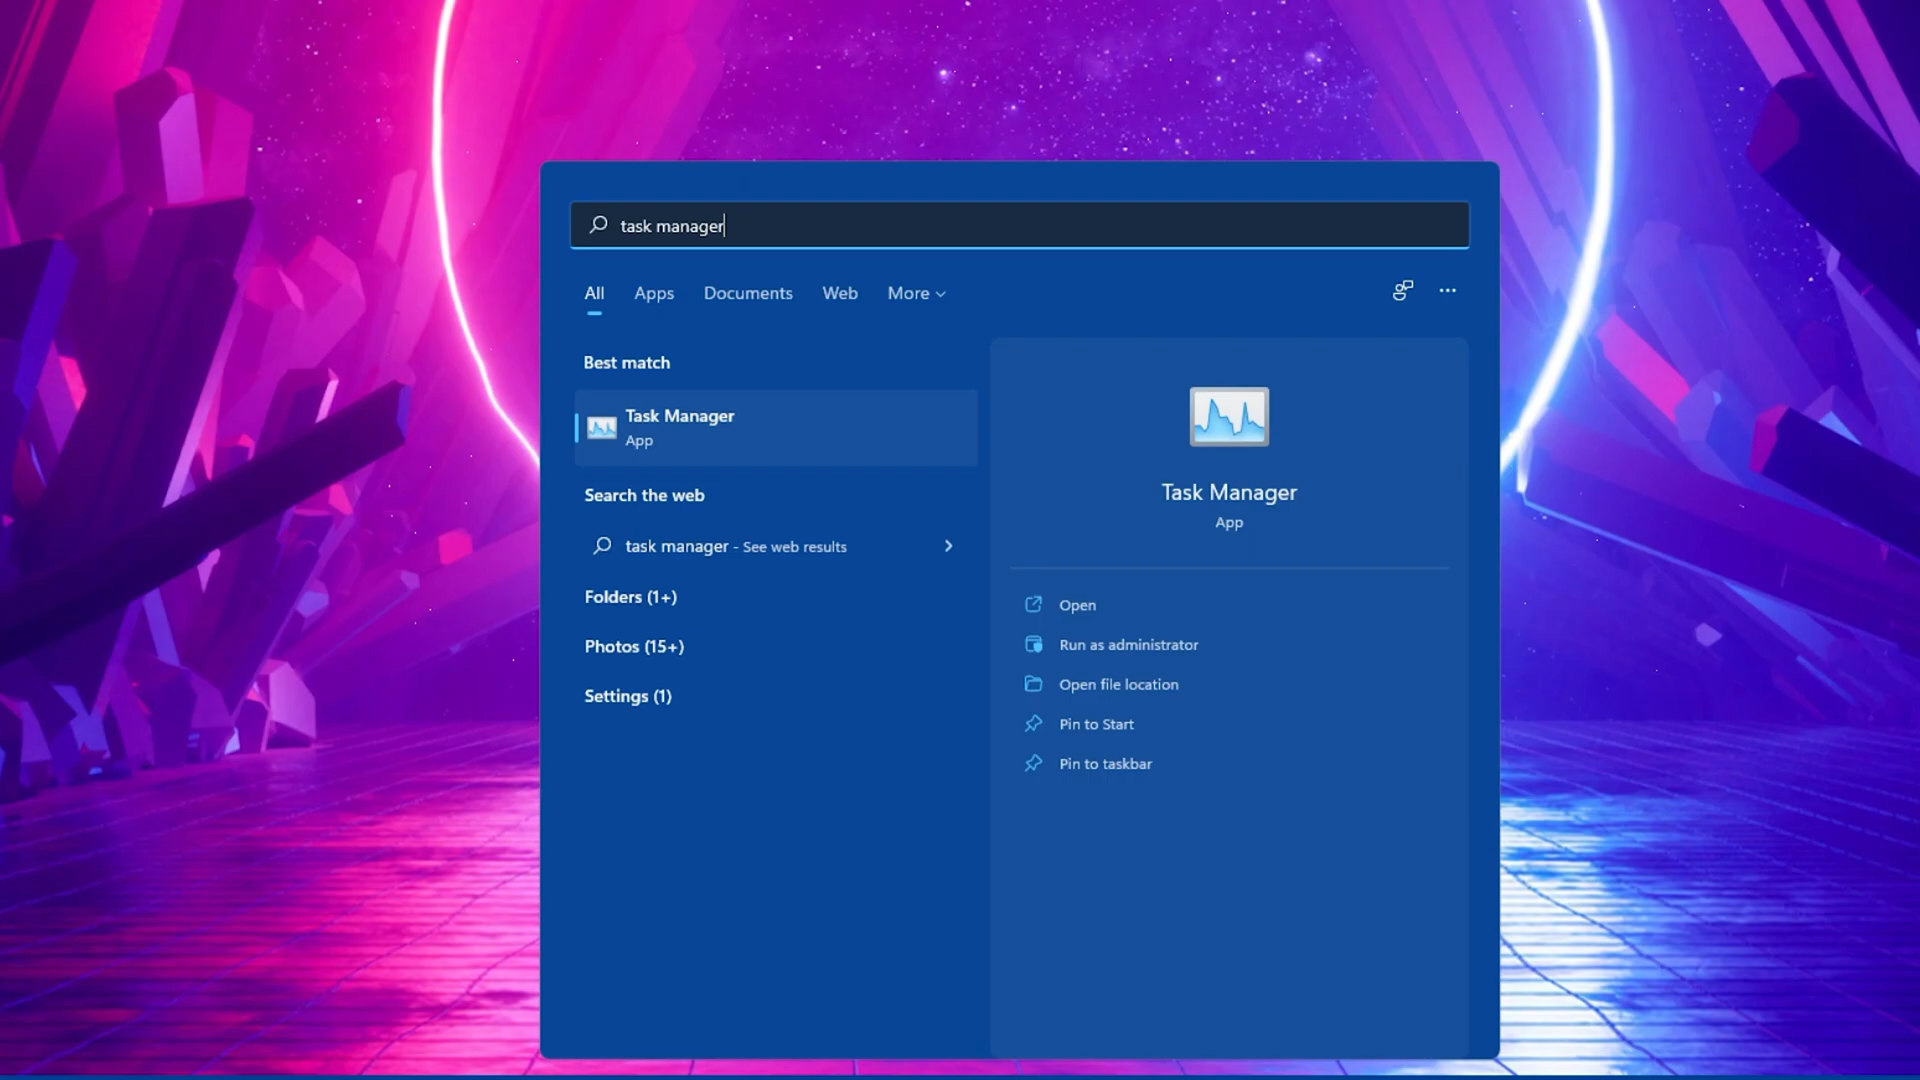 task manager
All Apps Documents Web More
Best match
Task Manager
App
Search the web
task manager - See web results
Folders (1+)
Photos (15+)
Settings (1)
Task Manager
App
Open
Run as administrator
Open file location
Pin to Start
Pin to taskbar